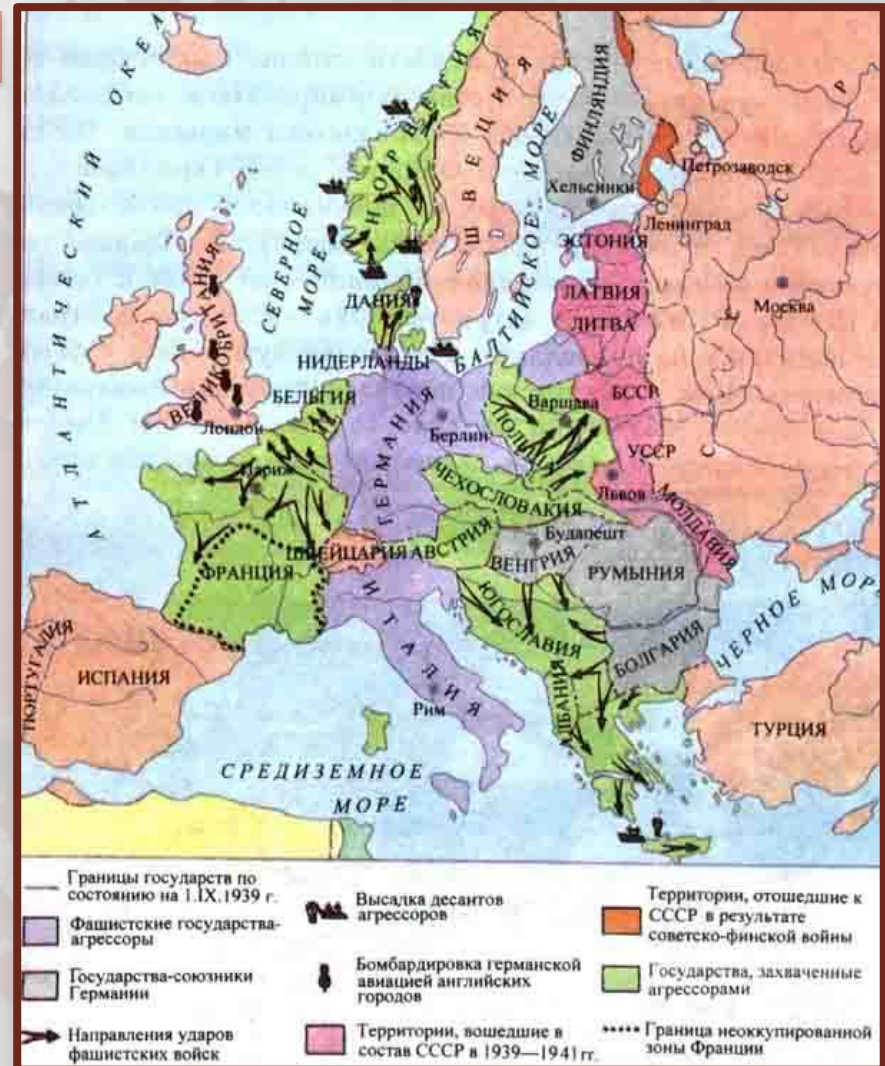 АТЛАНТИЧЕСКИЙ ОКЕАН
НОРВЕГИЯ
ШВЕЦИЯ
ФИНЛЯНДИЯ
Хельсинки
Петрозаводск
Ленинград
СЕВЕРНОЕ
МОРЕ
БАЛТИЙСКОЕ МОРЕ
ЭСТОНИЯ
ЛАТВИЯ
ЛИТВА
Москва
С С С Р
ДАНИЯ
ВЕЛИКОБРИТАНИЯ
Лондон
НИДЕРЛАНДЫ
БЕЛЬГИЯ
ГЕРМАНИЯ
Берлин
ПОЛЬША
Варшава
БССР
УССР
Львов
МОЛДАВИЯ
Париж
ЧЕХОСЛОВАКИЯ
ШВЕЙЦАРИЯ
АВСТРИЯ
Будапешт
ВЕНГРИЯ
РУМЫНИЯ
ФРАНЦИЯ
ИТАЛИЯ
ЮГОСЛАВИЯ
БОЛГАРИЯ
ЧЕРНОЕ МОРЕ
ПОРТУГАЛИЯ
ИСПАНИЯ
Рим
АЛБАНИЯ
ТУРЦИЯ
СРЕДИЗЕМНОЕ
МОРЕ
Границы государств по
состоянию на 1.IX.1939 г.
Фашистские государства-
агрессоры
Государства-союзники
Германии
Направления ударов
фашистских войск
Высадка десантов
агрессоров
Бомбардировка германской
авиацией английских
городов
Территории, вошедшие в
состав СССР в 1939—1941 гг.
Территории, отошедшие к
СССР в результате
советско-финской войны
Государства, захваченные
агрессорами
Граница неоккупированной
зоны Франции